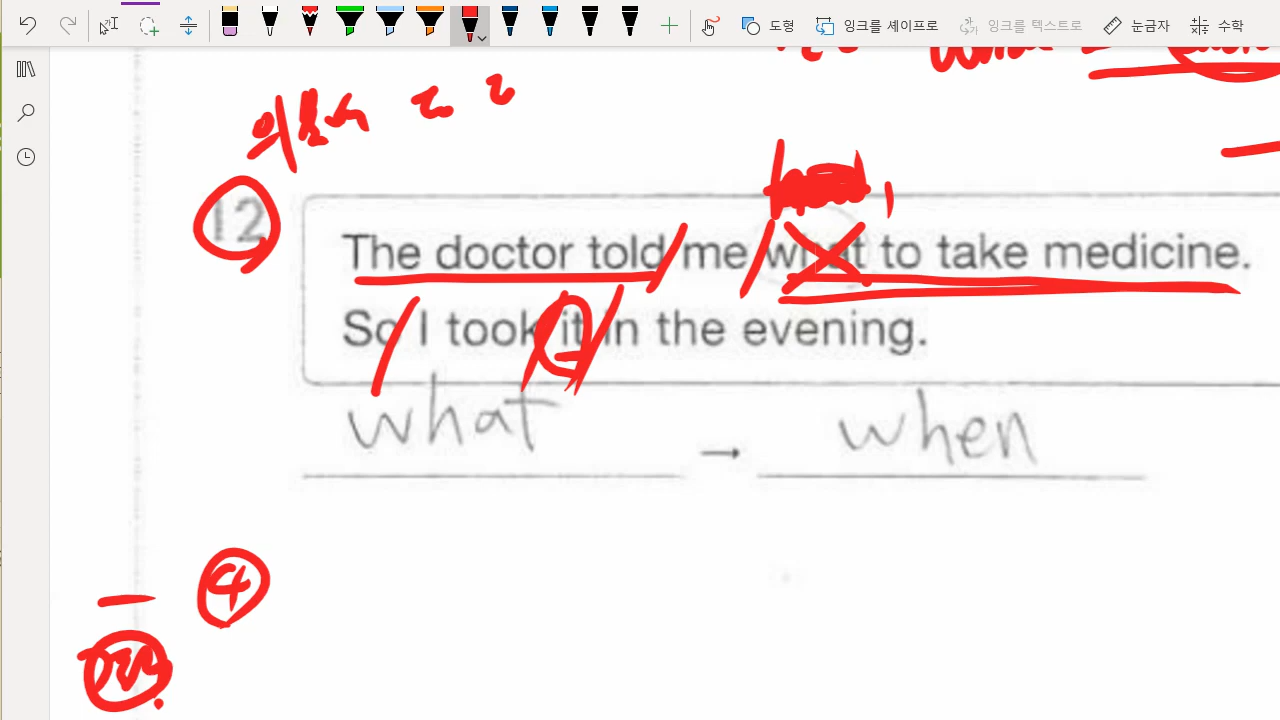 도형 잉크를 셰이프로 잉크를 텍스트로 눈금자 수학
what
12
The doctor told me what to take medicine.
So I took it in the evening.
what → when
④